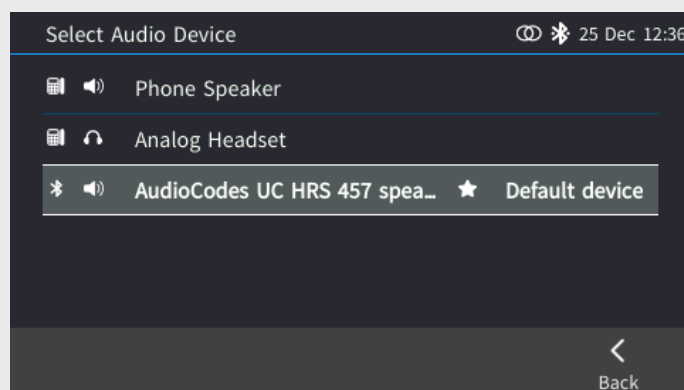 Select Audio Device 25 Dec 12:36
Phone Speaker
Analog Headset
AudioCodes UC HRS 457 spea... Default device
Back